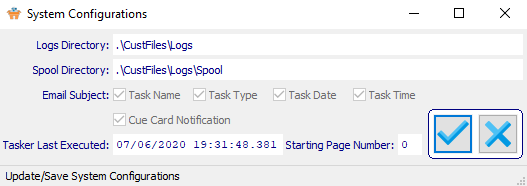 System Configurations
Logs Directory: .\CustFiles\Logs
Spool Directory: .\CustFiles\Logs\Spool
Email Subject: Task Name Task Type Task Date Task Time
Cue Card Notification
Tasker Last Executed: 07/06/2020 19:31:48.381 Starting Page Number: 0
Update/Save System Configurations